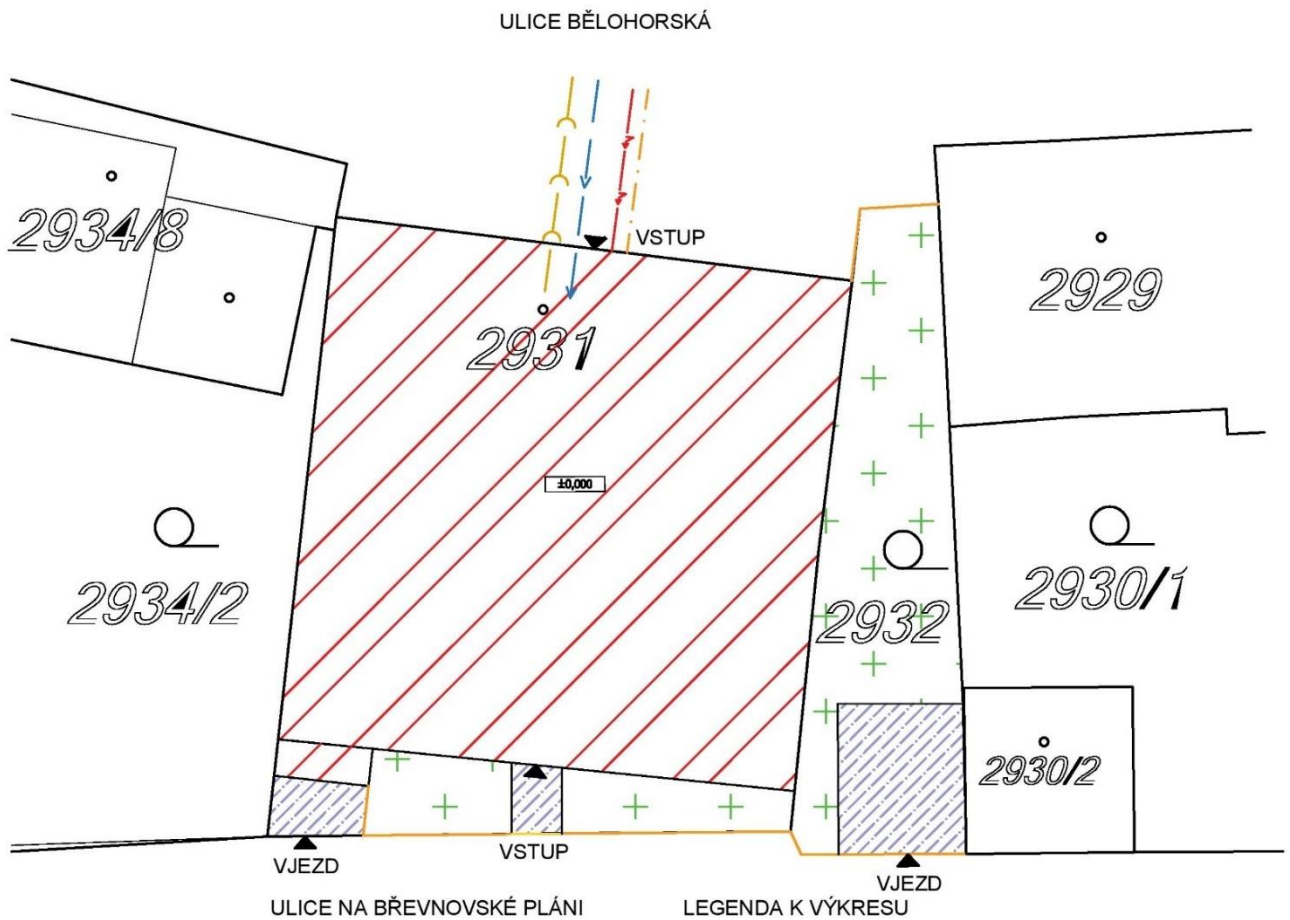 ULICE BĚLOHORSKÁ
2934/8
VSTUP
2929
2931
±0,000
2934/2
2932
2930/1
2930/2
VJEZD
VSTUP
VJEZD
ULICE NA BŘEVNOVSKÉ PLÁNI
LEGENDA K VÝKRESU